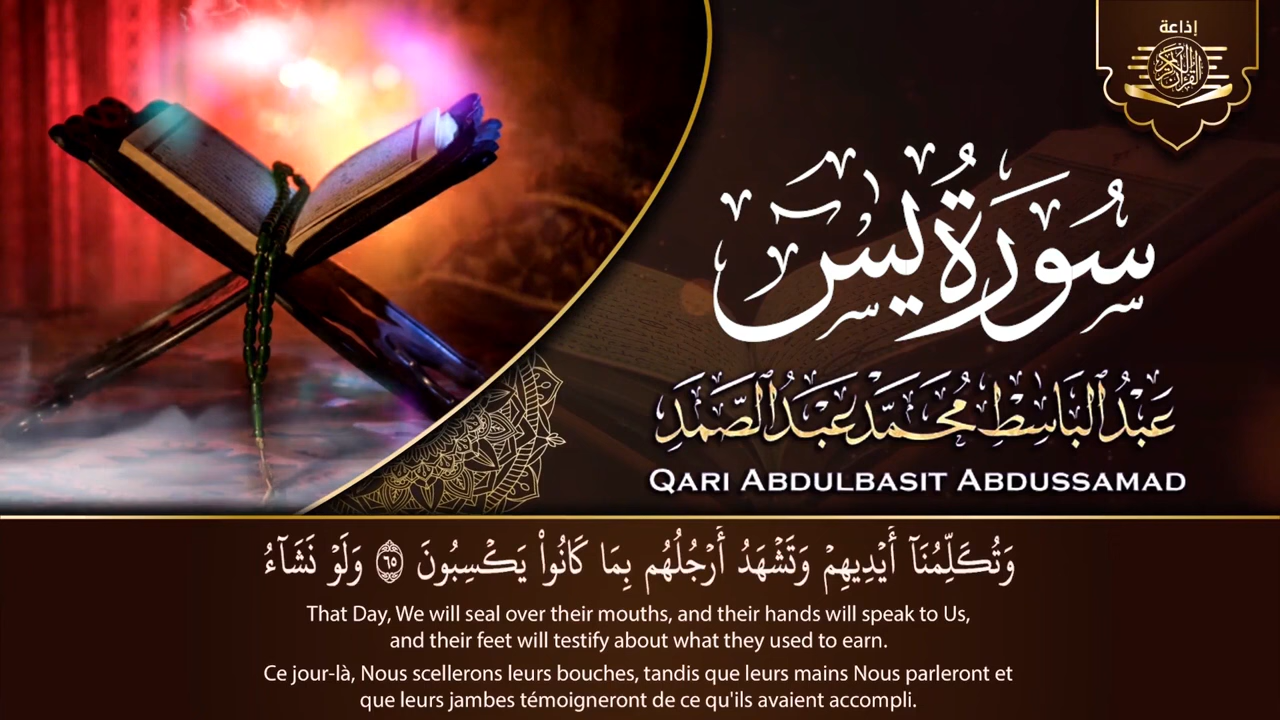 إذاعة
القرآن الكريم
سُورَةُ يسٓ
عَبْدُ الْبَاسِطِ مُحَمَّدْ عَبْدُ الصَّمَدِ
QARI ABDULBASIT ABDUSSAMAD
وَتُكَلِّمُنَآ أَيْدِيهِمْ وَتَشْهَدُ أَرْجُلُهُم بِمَا كَانُوا۟ يَكْسِبُونَ ٦٥ وَلَوْ نَشَآءُ
That Day, We will seal over their mouths, and their hands will speak to Us,
and their feet will testify about what they used to earn.
Ce jour-là, Nous scellerons leurs bouches, tandis que leurs mains Nous parleront et
que leurs jambes témoigneront de ce qu'ils avaient accompli.